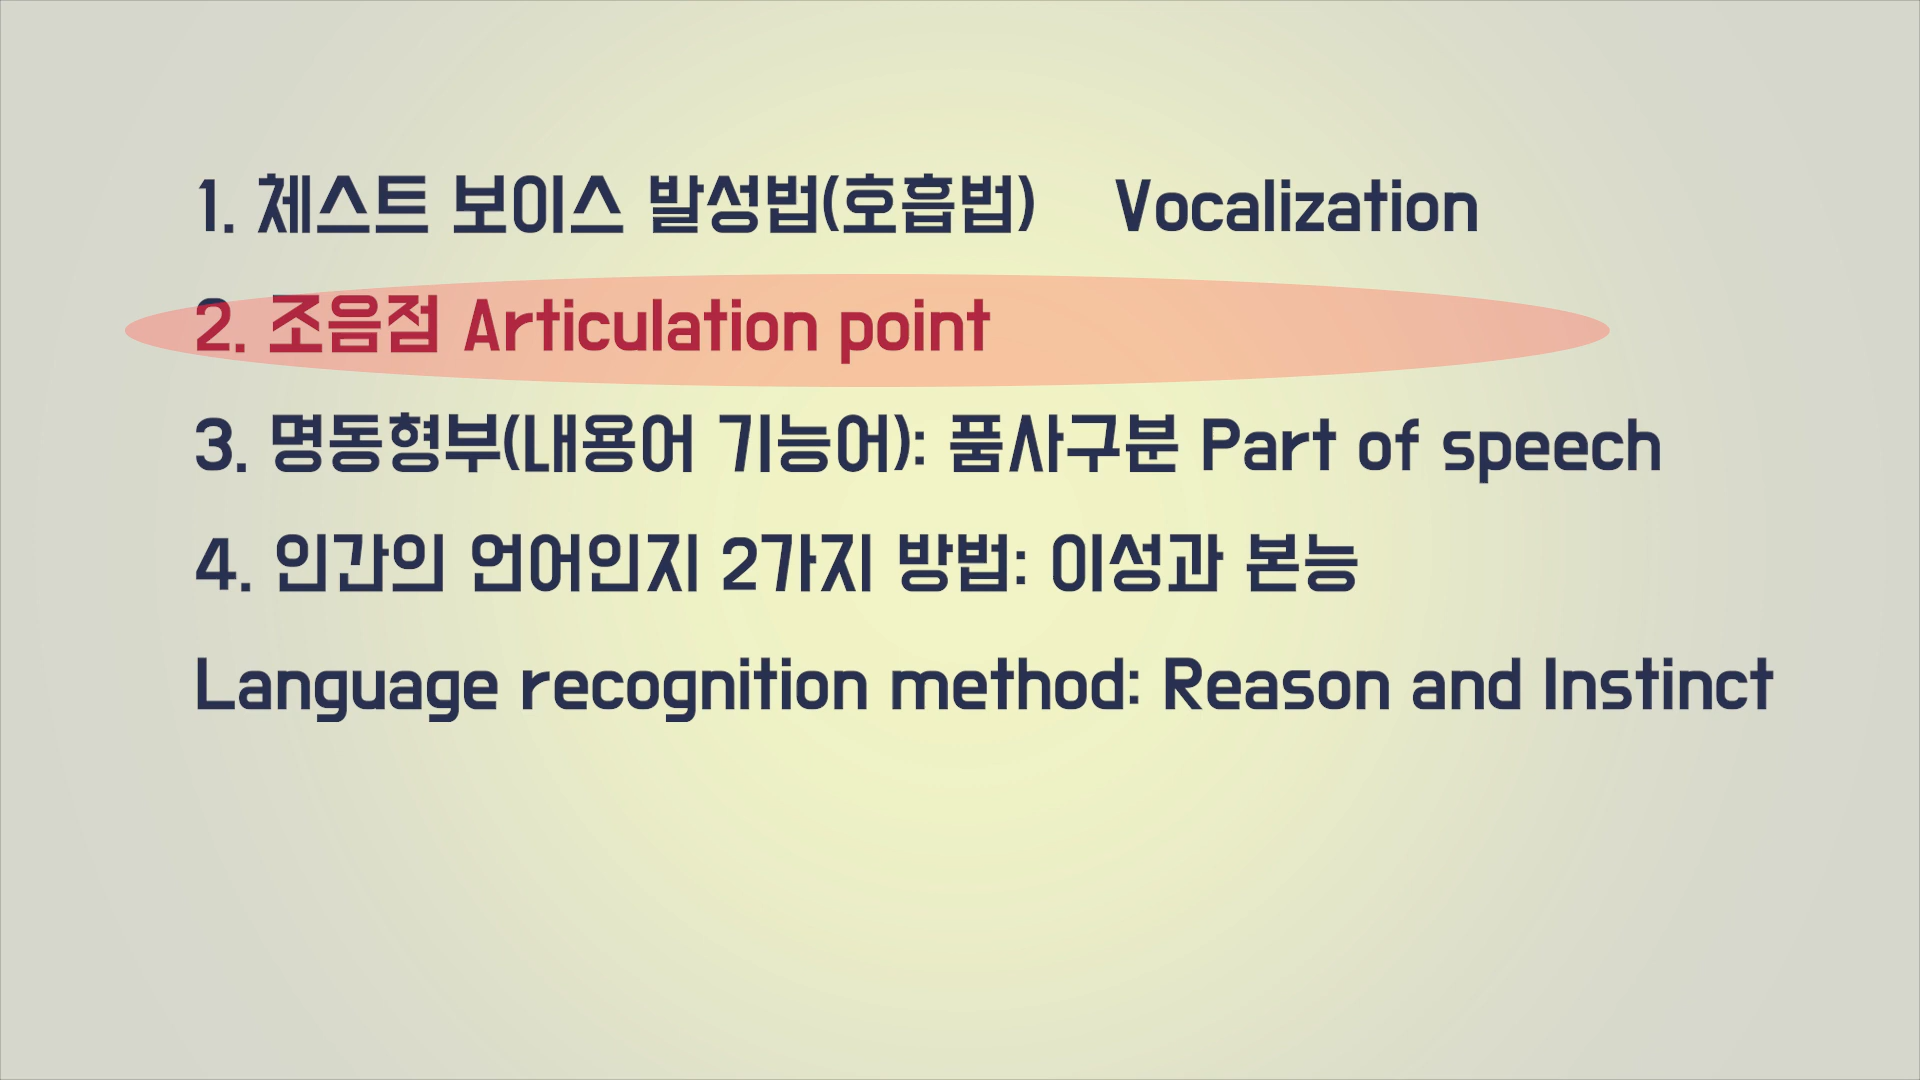 1. 체스트 보이스 발성법(호흡법) Vocalization
2. 조음점 Articulation point
3. 명동형부(내용어 기능어): 품사구분 Part of speech
4. 인간의 언어인지 2가지 방법: 이성과 본능
Language recognition method: Reason and Instinct